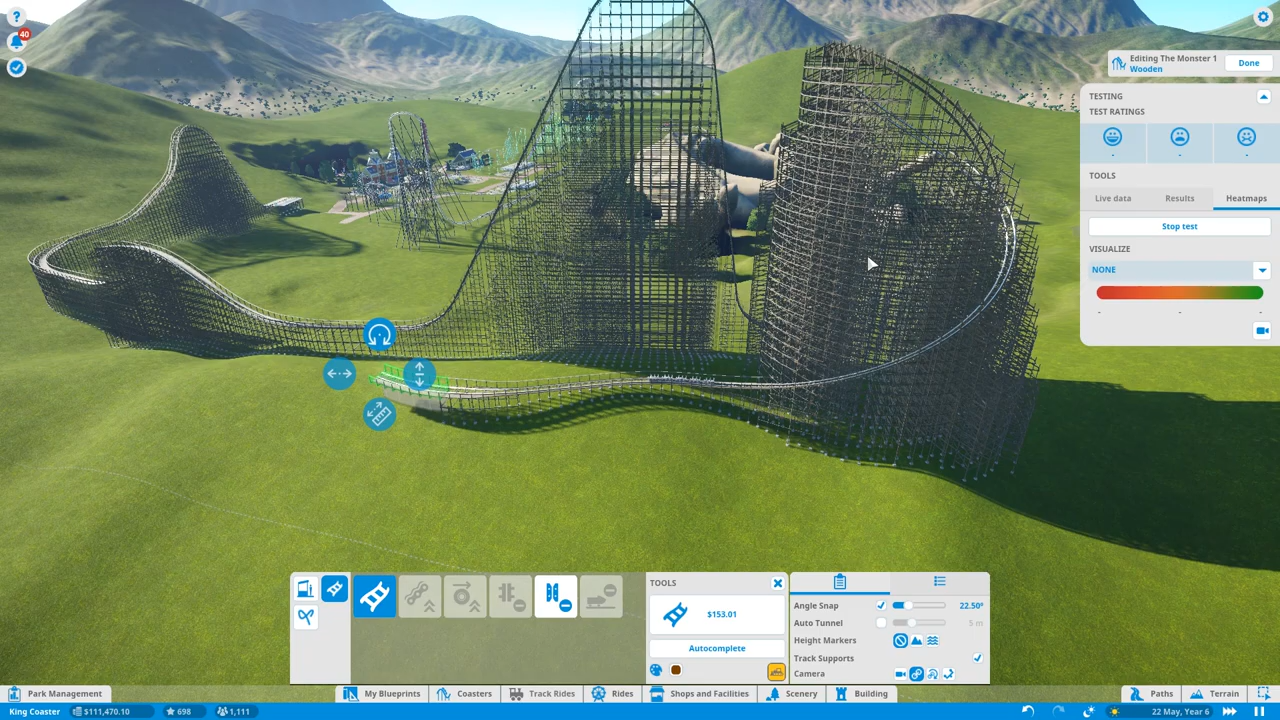 ?
40
Editing The Monster 1
Wooden
Done
TESTING
TEST RATINGS
- - -
TOOLS
Live data Results Heatmaps
Stop test
VISUALIZE
NONE
- - -
TOOLS
$153.01
Autocomplete
Angle Snap 22.50°
Auto Tunnel 5 m
Height Markers
Track Supports
Camera
Park Management My Blueprints Coasters Track Rides Rides Shops and Facilities Scenery Building Paths Terrain
King Coaster $111,470.10 698 1,111 22 May, Year 6